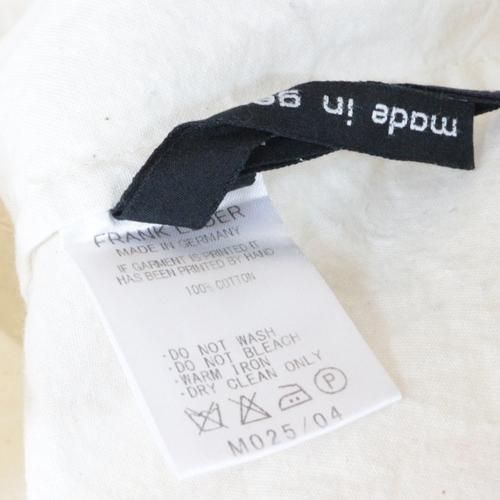 made in ge
FRANK
MADE IN GERMANY
IF GARMENT IS PRINTED IT
HAS BEEN PRINTED BY HAND
100% COTTON
·DO NOT WASH
·DO NOT BLEACH
·WARM IRON
·DRY CLEAN ONLY
P
M025/04